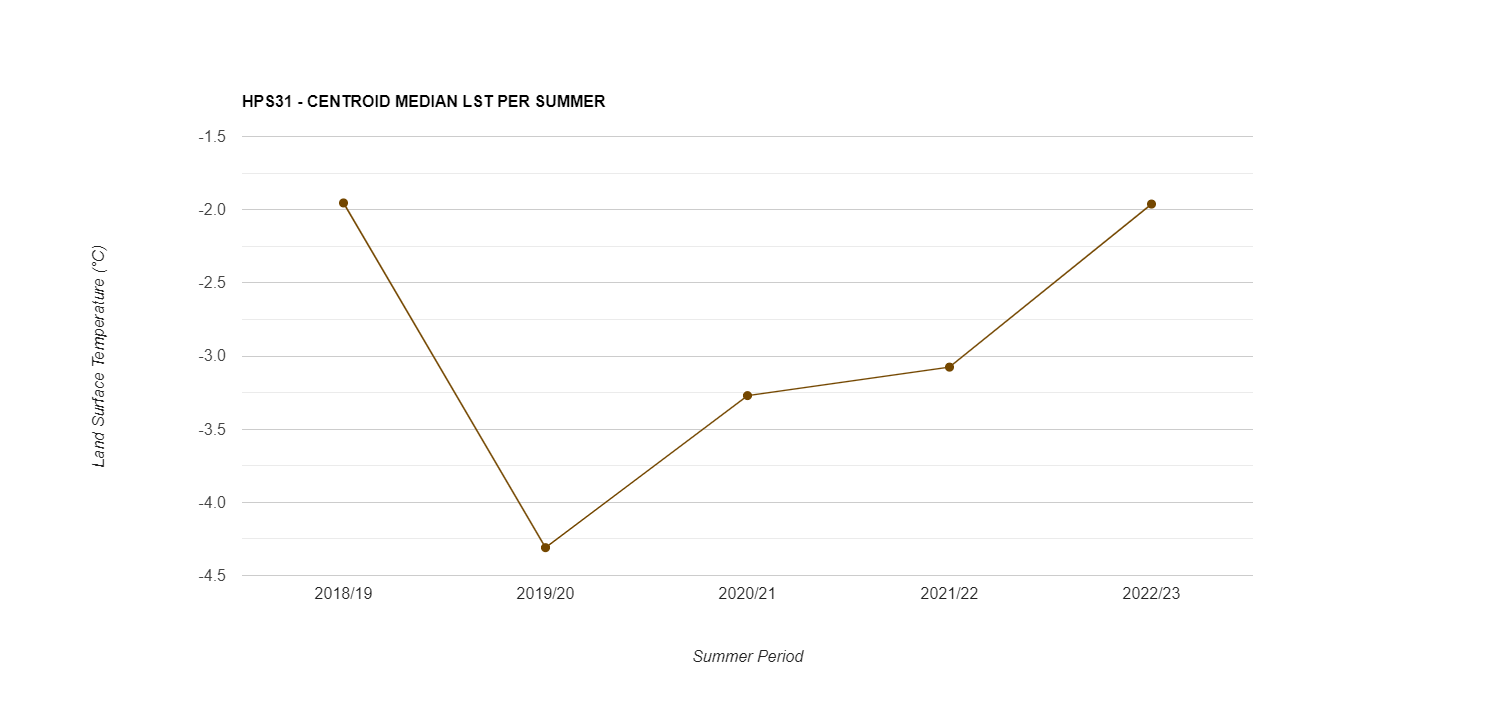 HPS31 - CENTROID MEDIAN LST PER SUMMER
-1.5
-2.0
-2.5
-3.0
-3.5
-4.0
-4.5
Land Surface Temperature (°C)
2018/19 2019/20 2020/21 2021/22 2022/23
Summer Period